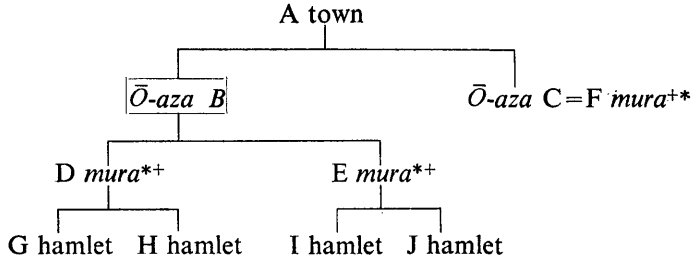 A town
Ō-aza B Ō-aza C=F mura+*
D mura*+ E mura*+
G hamlet H hamlet I hamlet J hamlet